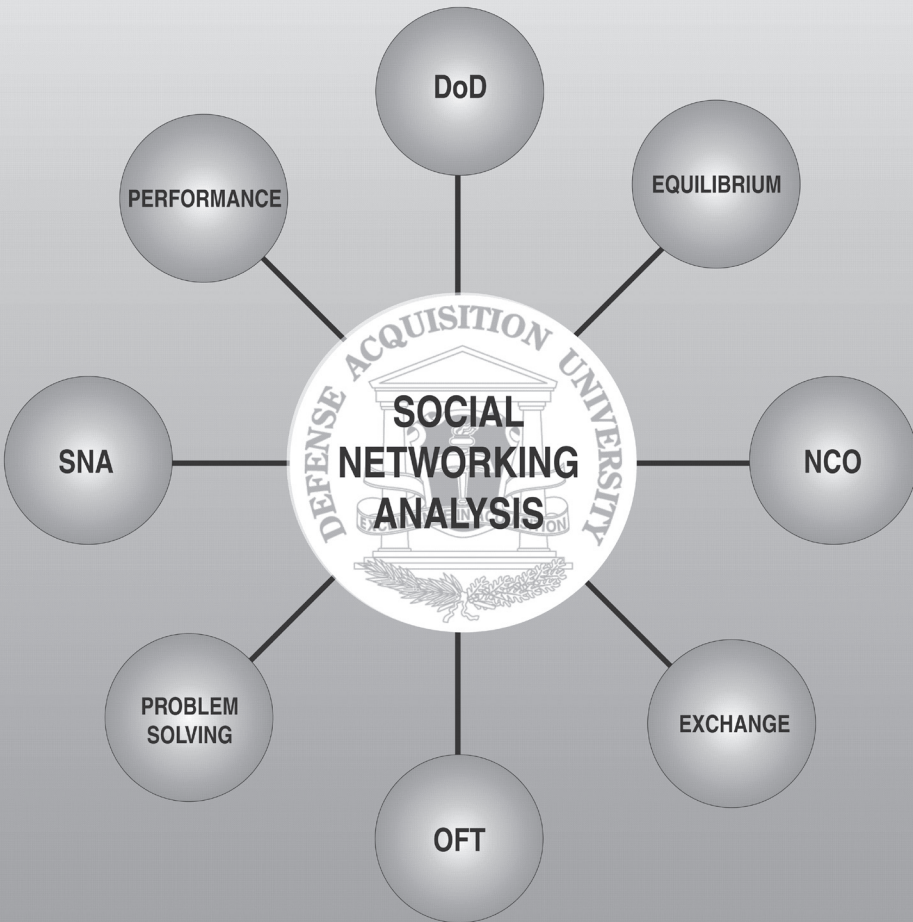 DoD
EQUILIBRIUM
PERFORMANCE
DEFENSE ACQUISITION UNIVERSITY
SOCIAL
NETWORKING
ANALYSIS
SNA
NCO
PROBLEM
SOLVING
EXCHANGE
OFT